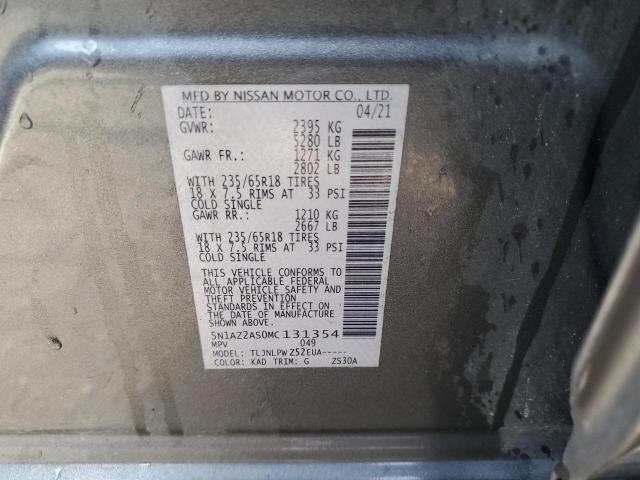 MFD BY NISSAN MOTOR CO., LTD.
DATE: 04/21
GVWR: 2395 KG
5280 LB
GAWR FR.: 1271 KG
2802 LB
WITH 235/65R18 TIRES
18 X 7.5 RIMS AT 33 PSI
COLD SINGLE
GAWR RR.: 1210 KG
2667 LB
WITH 235/65R18 TIRES
18 X 7.5 RIMS AT 33 PSI
COLD SINGLE
THIS VEHICLE CONFORMS TO
ALL APPLICABLE FEDERAL
MOTOR VEHICLE SAFETY AND
THEFT PREVENTION
STANDARDS IN EFFECT ON
THE DATE OF MANUFACTURE
SHOWN ABOVE.
5N1AZ2AS0MC131354
MPV 049
MODEL: TLJNLPW Z52EUA-----
COLOR: KAD TRIM: G ZS30A